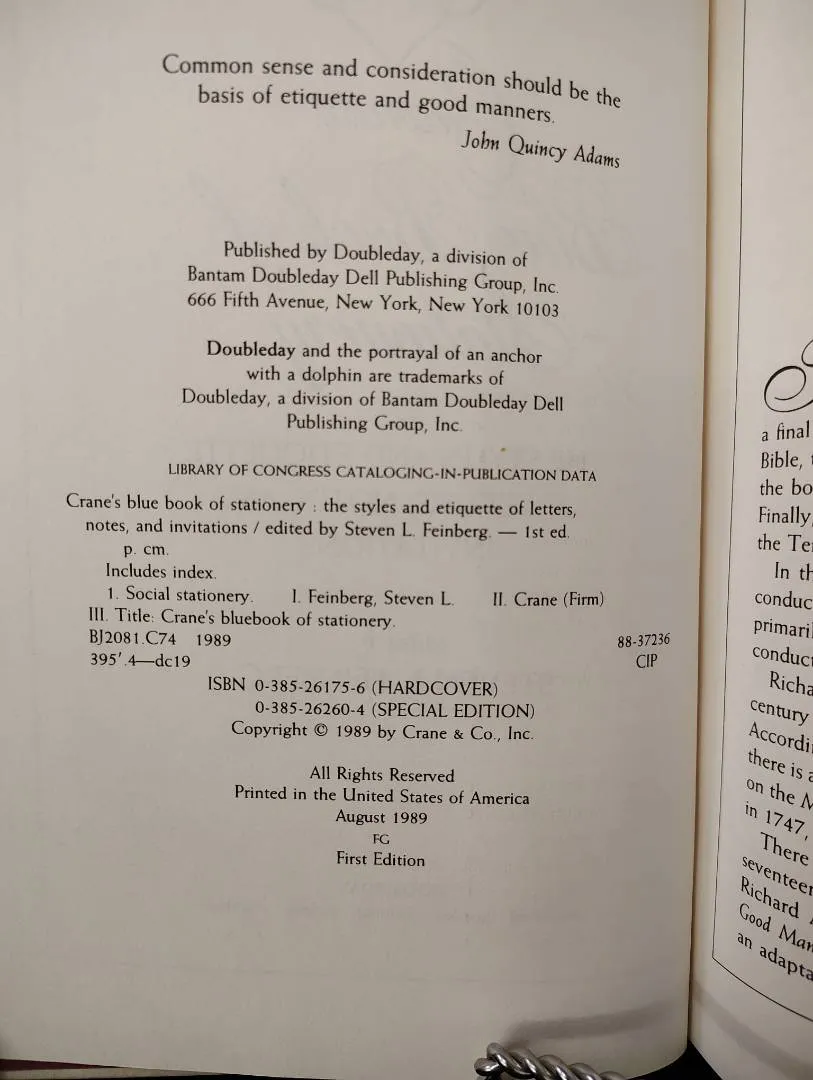 Common sense and consideration should be the
basis of etiquette and good manners.
John Quincy Adams
Published by Doubleday, a division of
Bantam Doubleday Dell Publishing Group, Inc.
666 Fifth Avenue, New York, New York 10103
Doubleday and the portrayal of an anchor
with a dolphin are trademarks of
Doubleday, a division of Bantam Doubleday Dell
Publishing Group, Inc.
LIBRARY OF CONGRESS CATALOGING-IN-PUBLICATION DATA
Crane's blue book of stationery : the styles and etiquette of letters,
notes, and invitations / edited by Steven L. Feinberg. — 1st ed.
p. cm.
Includes index.
1. Social stationery. I. Feinberg, Steven L. II. Crane (Firm)
III. Title: Crane's bluebook of stationery.
BJ2081.C74 1989 88-37236
395'.4—dc19 CIP
ISBN 0-385-26175-6 (HARDCOVER)
0-385-26260-4 (SPECIAL EDITION)
Copyright © 1989 by Crane & Co., Inc.
All Rights Reserved
Printed in the United States of America
August 1989
FG
First Edition
a final
Bible,
the bo
Finally,
the Te
In th
conduc
primaril
conduct
Richa
century
Accordi
there is a
on the M
in 1747,
There
seventeen
Richard
Good Man
an adapta